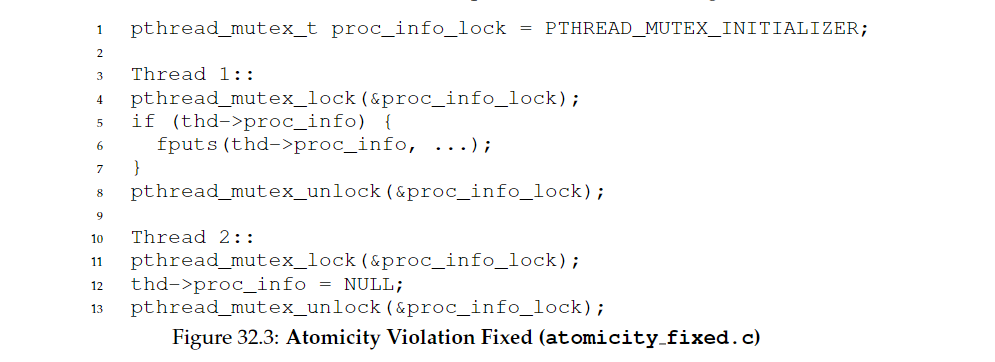 1 pthread_mutex_t proc_info_lock = PTHREAD_MUTEX_INITIALIZER;
2
3 Thread 1::
4 pthread_mutex_lock(&proc_info_lock);
5 if (thd->proc_info) {
6   fputs(thd->proc_info, ...);
7 }
8 pthread_mutex_unlock(&proc_info_lock);
9
10 Thread 2::
11 pthread_mutex_lock(&proc_info_lock);
12 thd->proc_info = NULL;
13 pthread_mutex_unlock(&proc_info_lock);
Figure 32.3: Atomicity Violation Fixed (atomicity_fixed.c)